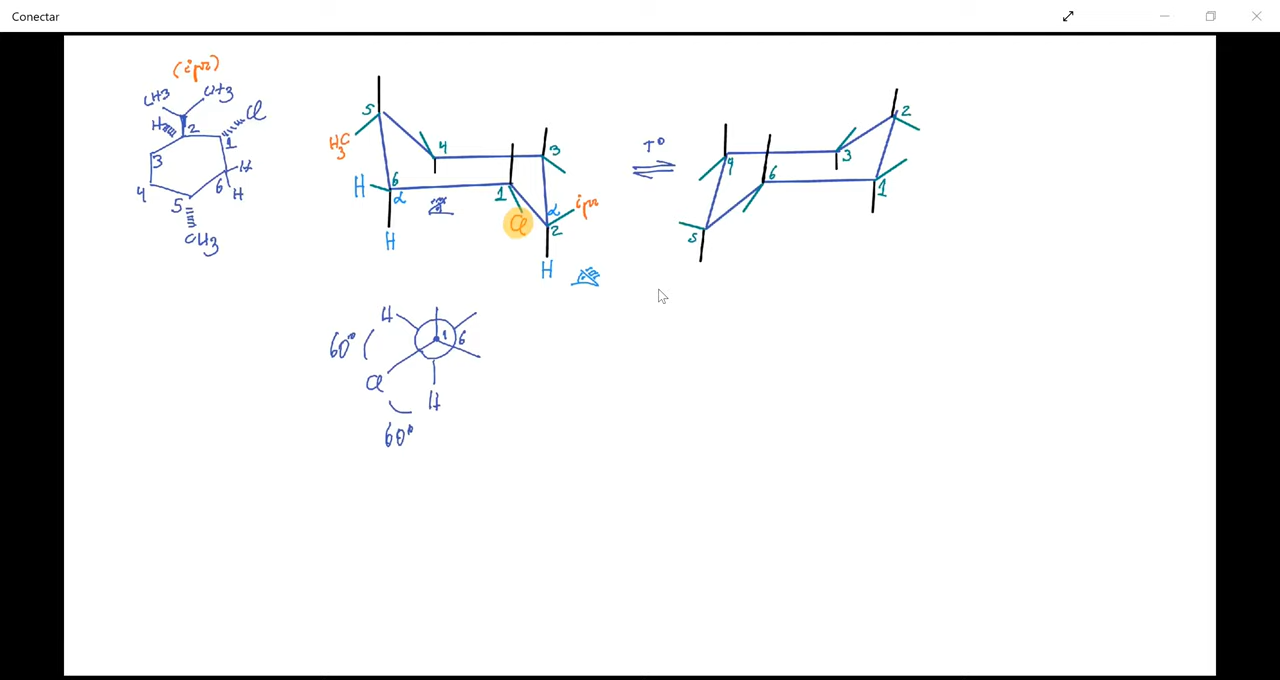 Conectar
(ipr)
CH3 CH3
H 2 Cl
1
3 H
4 6 H
5
CH3
5
H3C
4 3
H 6 1
α α ipr
Cl 2
H
H
T°
2
4 3
6 1
5
H
60° 1 6
Cl
H
60°